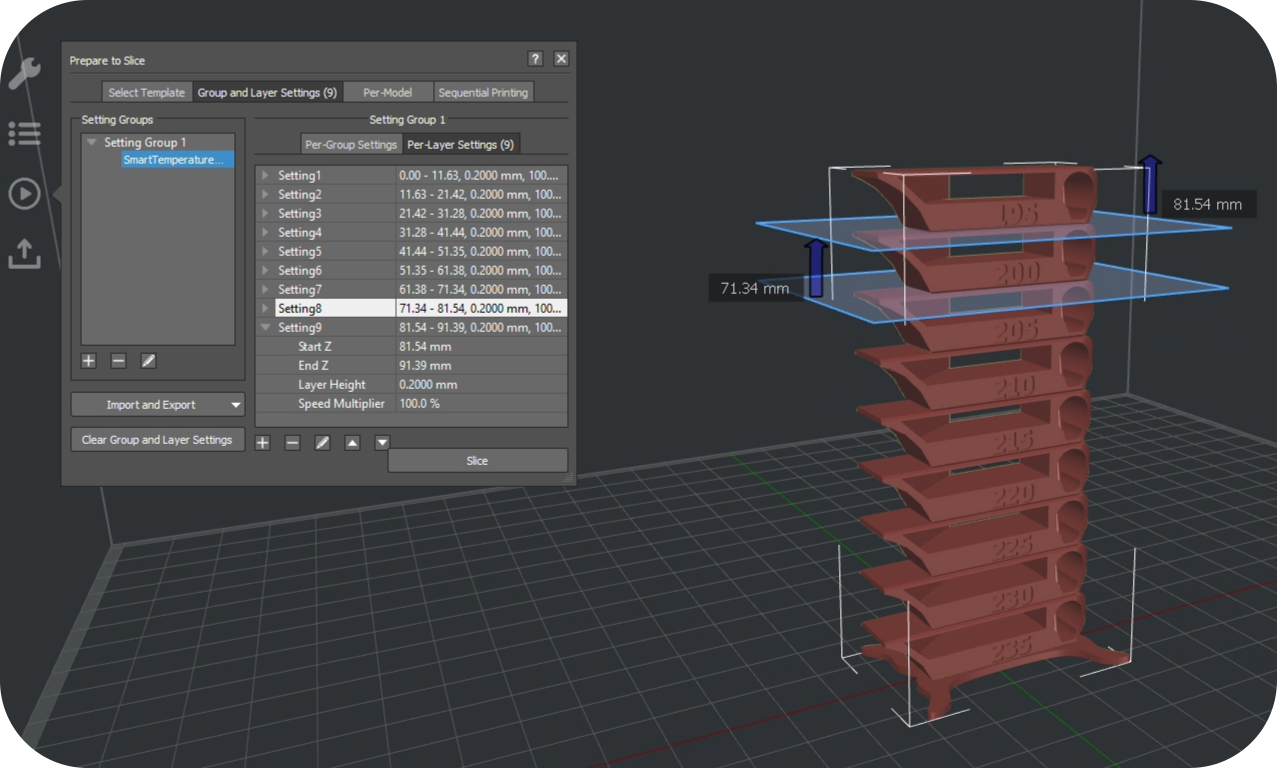 Prepare to Slice
?
Select Template
Group and Layer Settings (9)
Per-Model
Sequential Printing
Setting Groups
Setting Group 1
SmartTemperature...
Import and Export
Clear Group and Layer Settings
Setting Group 1
Per-Group Settings
Per-Layer Settings (9)
Setting1 0.00 - 11.63, 0.2000 mm, 100....
Setting2 11.63 - 21.42, 0.2000 mm, 100...
Setting3 21.42 - 31.28, 0.2000 mm, 100...
Setting4 31.28 - 41.44, 0.2000 mm, 100...
Setting5 41.44 - 51.35, 0.2000 mm, 100...
Setting6 51.35 - 61.38, 0.2000 mm, 100...
Setting7 61.38 - 71.34, 0.2000 mm, 100...
Setting8 71.34 - 81.54, 0.2000 mm, 100...
Setting9 81.54 - 91.39, 0.2000 mm, 100...
Start Z 81.54 mm
End Z 91.39 mm
Layer Height 0.2000 mm
Speed Multiplier 100.0 %
Slice
81.54 mm
71.34 mm
195
200
205
210
215
220
225
230
235